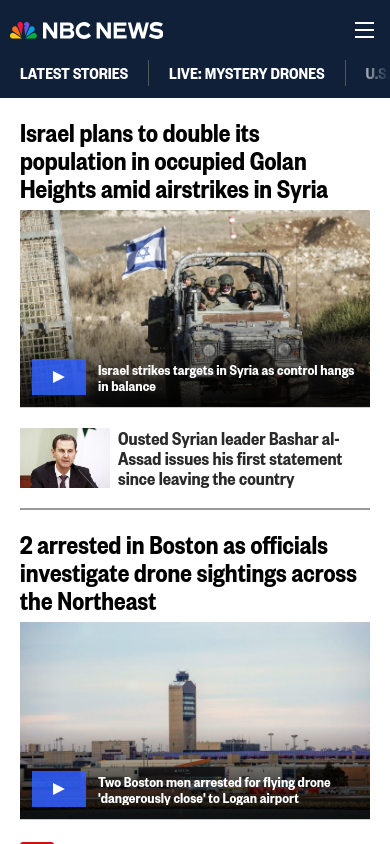 NBC NEWS
LATEST STORIES
LIVE: MYSTERY DRONES
U.S
Israel plans to double its
population in occupied Golan
Heights amid airstrikes in Syria
Israel strikes targets in Syria as control hangs
in balance
Ousted Syrian leader Bashar al-
Assad issues his first statement
since leaving the country
2 arrested in Boston as officials
investigate drone sightings across
the Northeast
Two Boston men arrested for flying drone
'dangerously close' to Logan airport